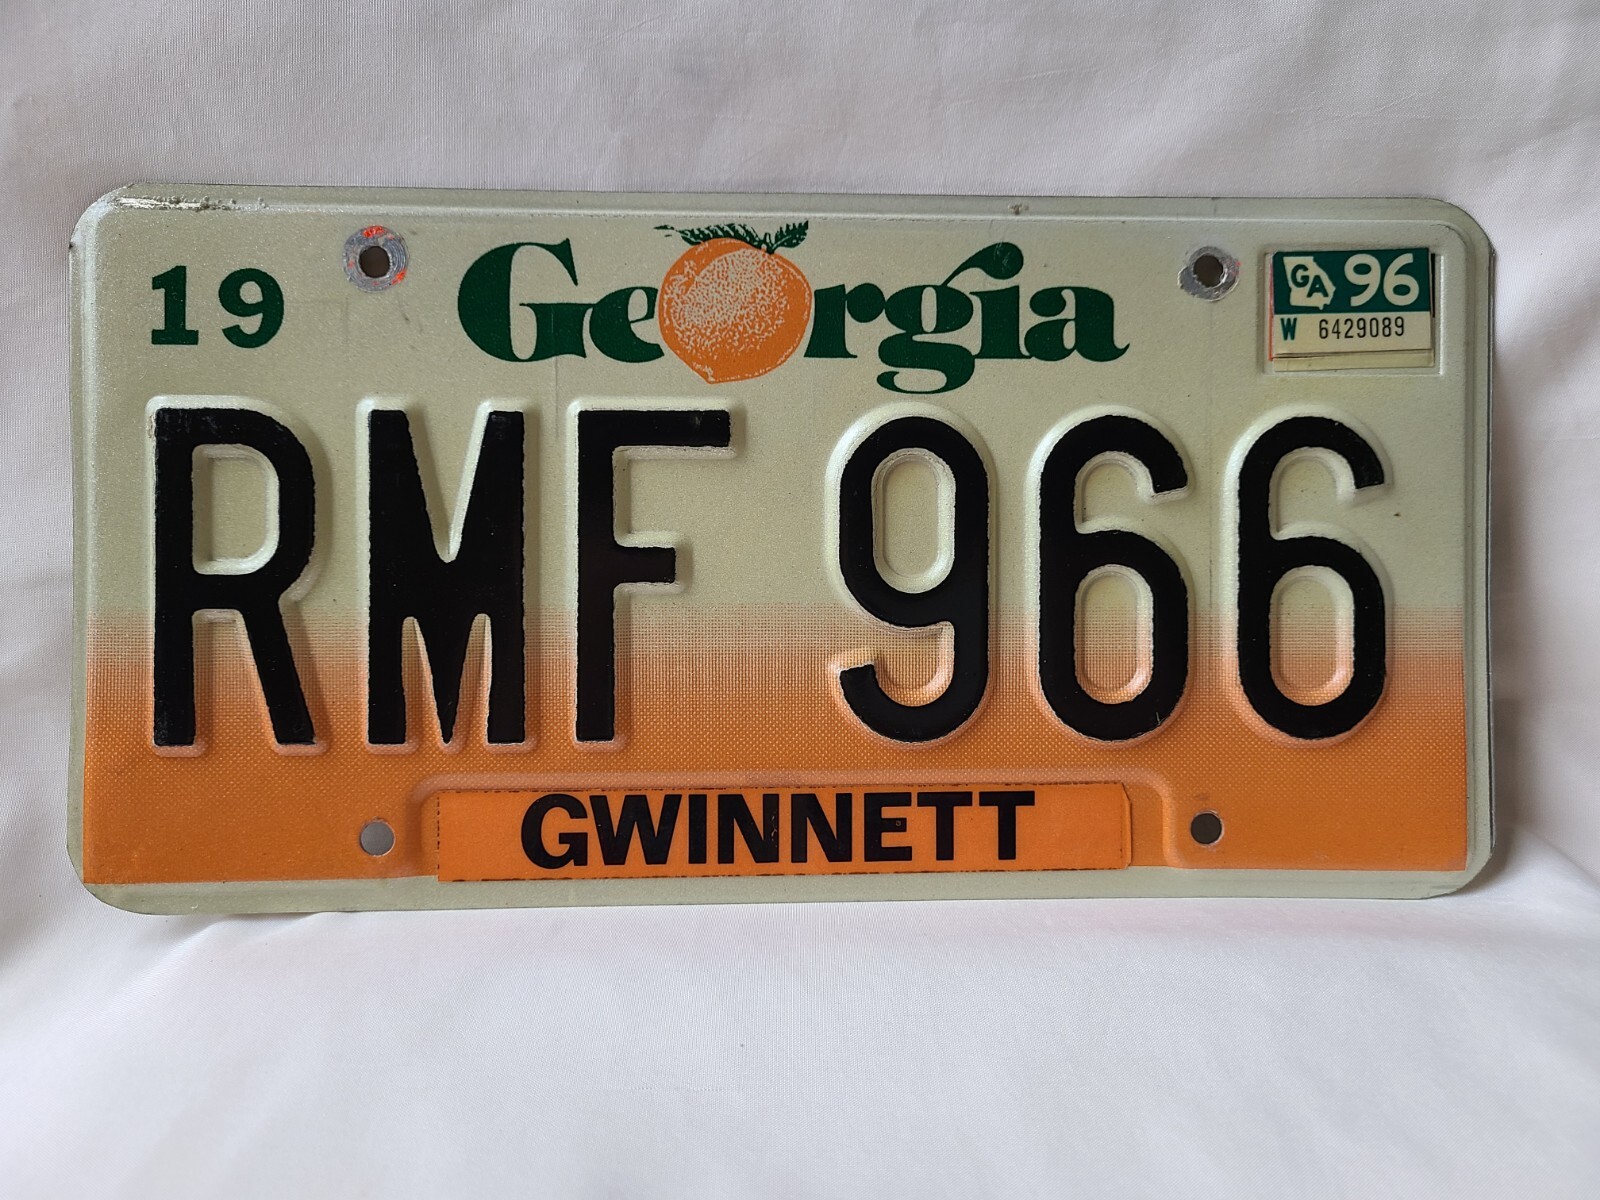 19 Georgia GA 96
W 6429089
RMF 966
GWINNETT